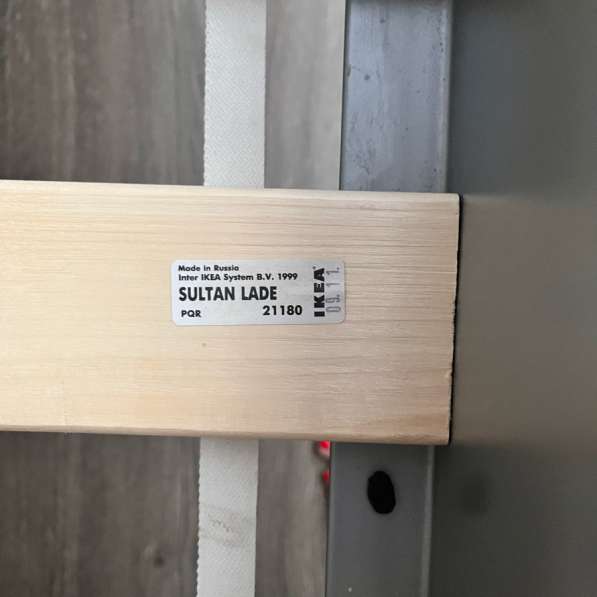 Made in Russia
Inter IKEA System B.V. 1999
SULTAN LADE
PQR 21180
IKEA
09.11.